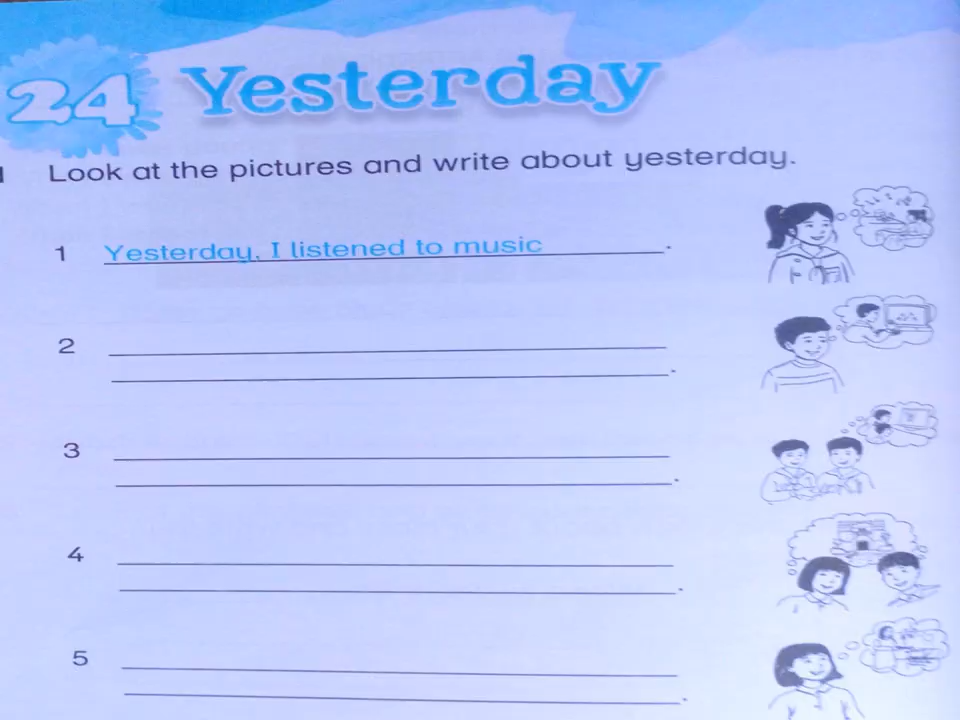 24 Yesterday
Look at the pictures and write about yesterday.
1 Yesterday, I listened to music.
2 .
3 .
4 .
5 .